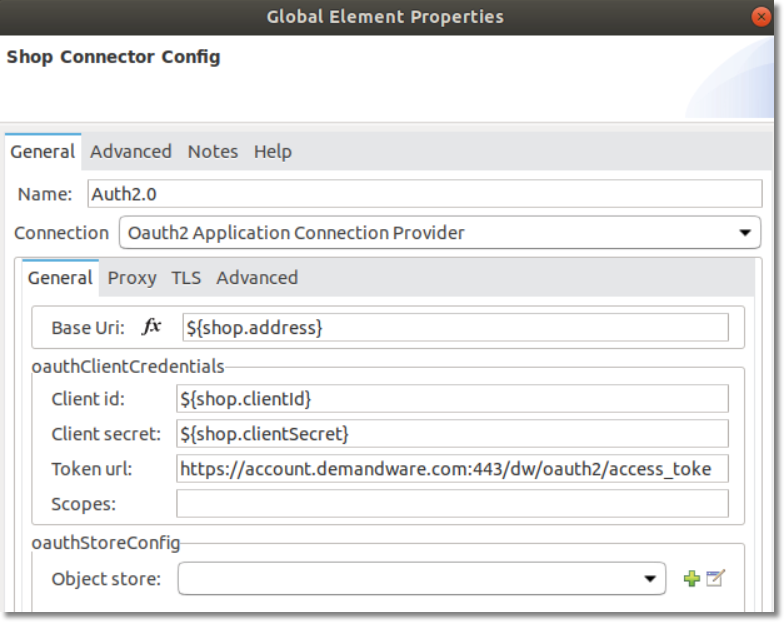 Global Element Properties
Shop Connector Config
General Advanced Notes Help
Name: Auth2.0
Connection Oauth2 Application Connection Provider
General Proxy TLS Advanced
Base Uri: fx ${shop.address}
oauthClientCredentials
Client id: ${shop.clientId}
Client secret: ${shop.clientSecret}
Token url: https://account.demandware.com:443/dw/oauth2/access_toke
Scopes:
oauthStoreConfig
Object store: